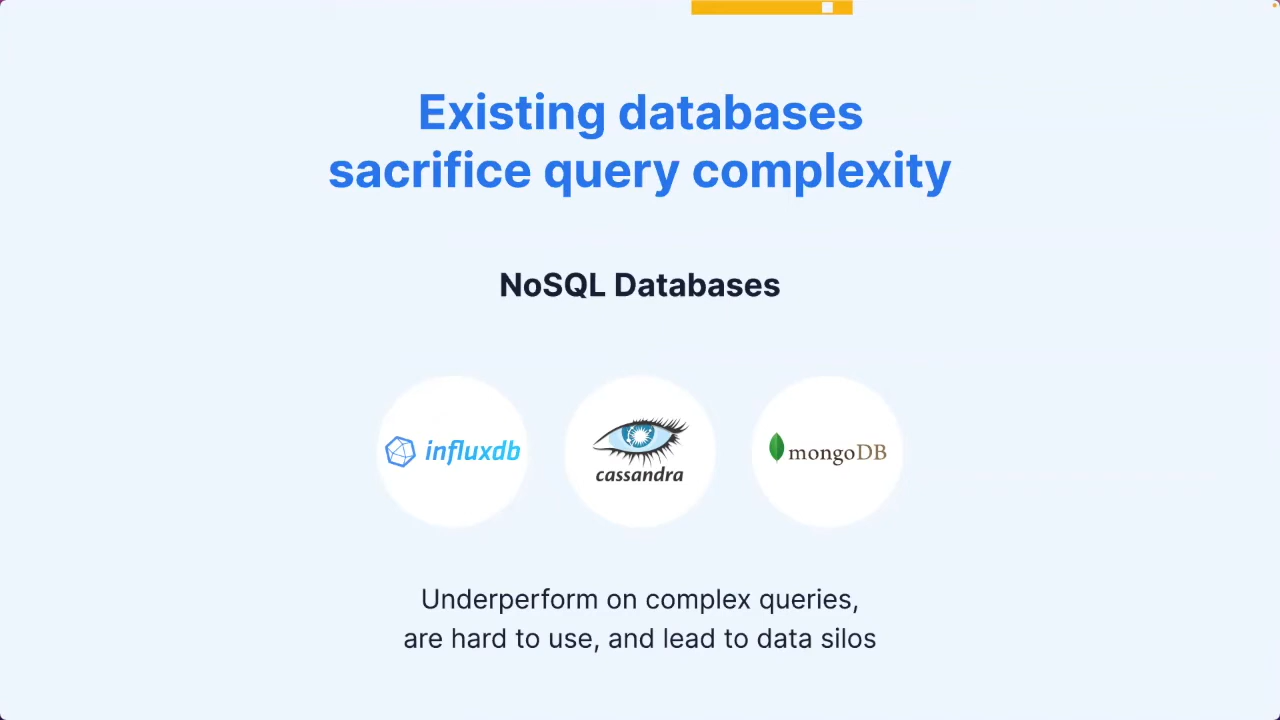 Existing databases
sacrifice query complexity
NoSQL Databases
influxdb
cassandra
mongoDB
Underperform on complex queries,
are hard to use, and lead to data silos